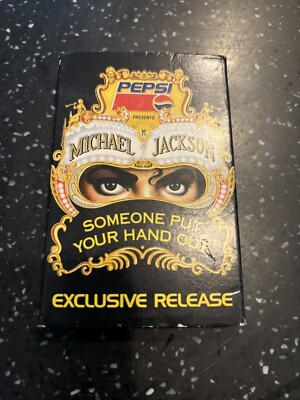 PEPSI
PRESENTS
MICHAEL JACKSON
SOMEONE PUT
YOUR HAND OUT
EXCLUSIVE RELEASE